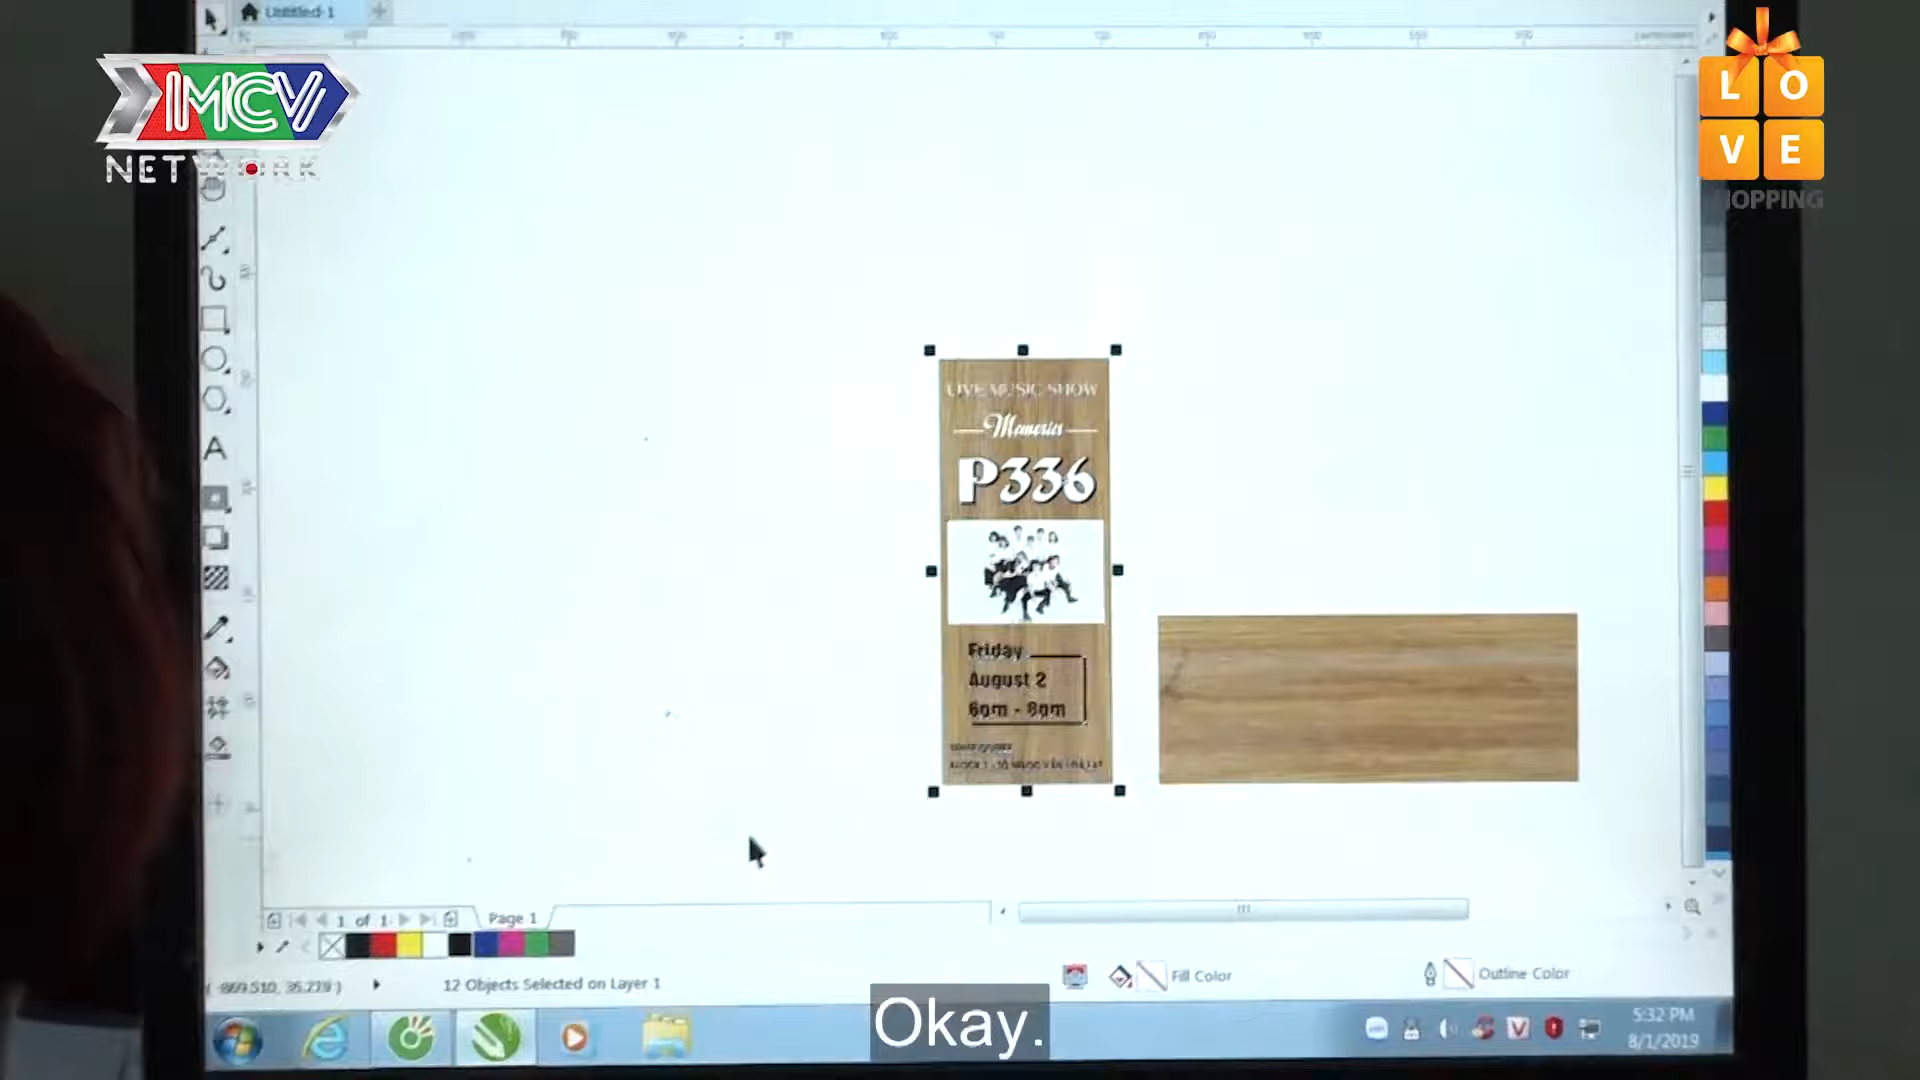 Untitled-1
MCV
NETWORK
L O
V E
HOPPING
LIVE MUSIC SHOW
Memories
P336
Friday
August 2
6pm - 8pm
1 of 1
Page 1
12 Objects Selected on Layer 1
Fill Color
Outline Color
Okay.
5:32 PM
8/1/2019